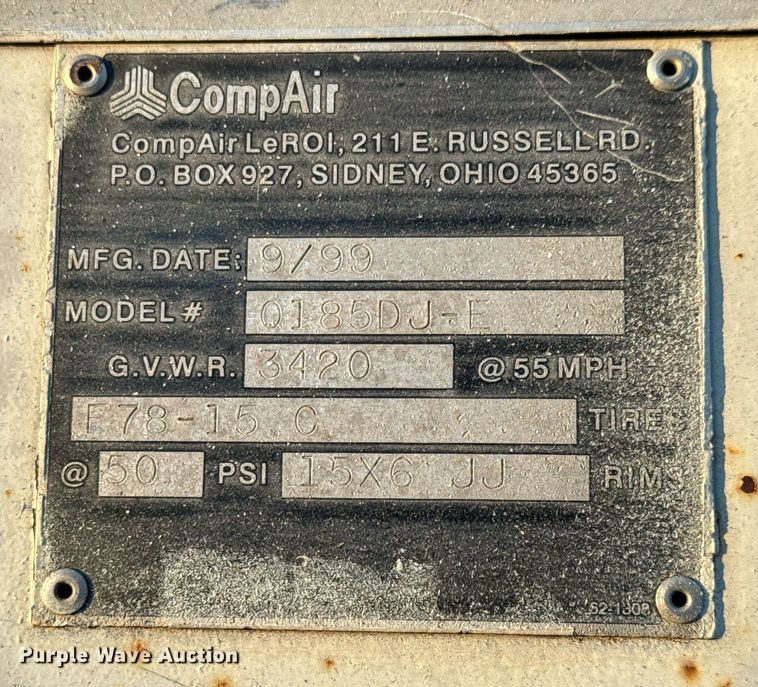 CompAir
CompAir LeROI, 211 E. RUSSELL RD.
P.O. BOX 927, SIDNEY, OHIO 45365
MFG. DATE: 9/99
MODEL # Q185DJ-E
G.V.W.R. 3420 @ 55 MPH
F78-15 C TIRES
@ 50 PSI 15X6 JJ RIMS
52-1308
Purple Wave Auction